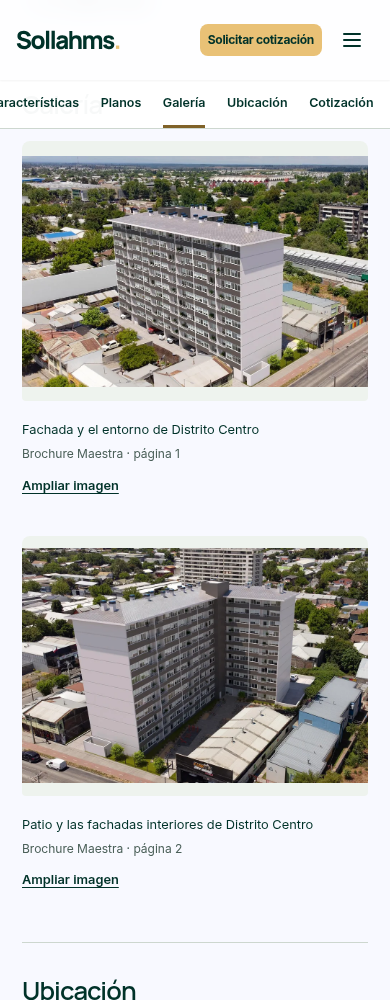 Sollahms.
Solicitar cotización
aracterísticas Planos Galería Ubicación Cotización
Galería
Fachada y el entorno de Distrito Centro
Brochure Maestra · página 1
Ampliar imagen
Patio y las fachadas interiores de Distrito Centro
Brochure Maestra · página 2
Ampliar imagen
Ubicación